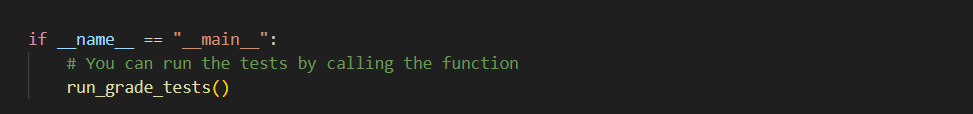 if __name__ == "__main__":
    # You can run the tests by calling the function
    run_grade_tests()